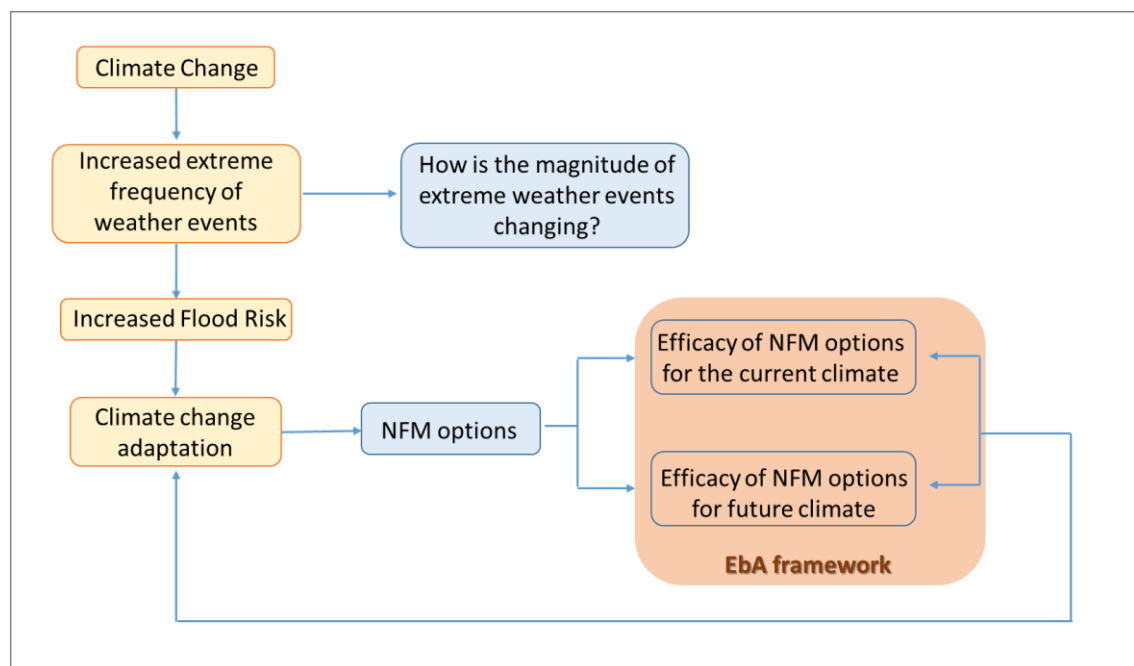 Climate Change
Increased extreme
frequency of
weather events
How is the magnitude of
extreme weather events
changing?
Increased Flood Risk
Efficacy of NFM options
for the current climate
Climate change
adaptation
NFM options
Efficacy of NFM options
for future climate
EbA framework